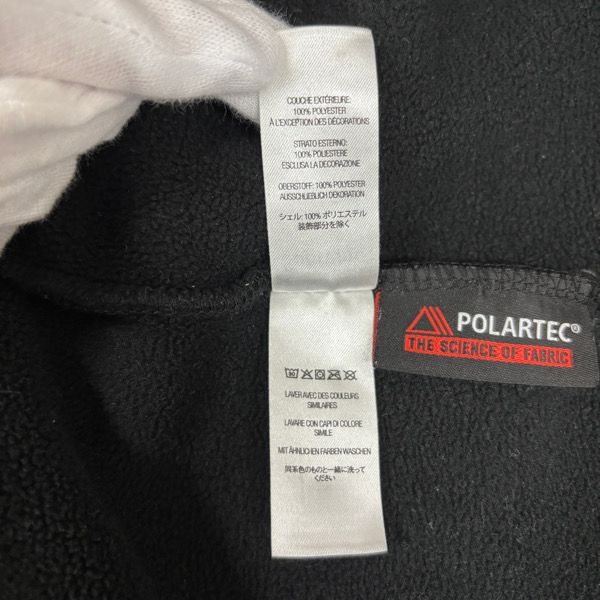 COUCHE EXTÉRIEURE:
100% POLYESTER
À L'EXCEPTION DES DÉCORATIONS
STRATO ESTERNO:
100% POLIESTERE
ESCLUSA LA DECORAZIONE
OBERSTOFF: 100% POLYESTER
AUSSCHLIEßLICH DEKORATION
シェル: 100% ポリエステル
装飾部分を除く
POLARTEC®
THE SCIENCE OF FABRIC
LAVER AVEC DES COULEURS
SIMILAIRES
LAVARE CON CAPI DI COLORE
SIMILE
MIT ÄHNLICHEN FARBEN WASCHEN
同系色のものと一緒に洗って
ください